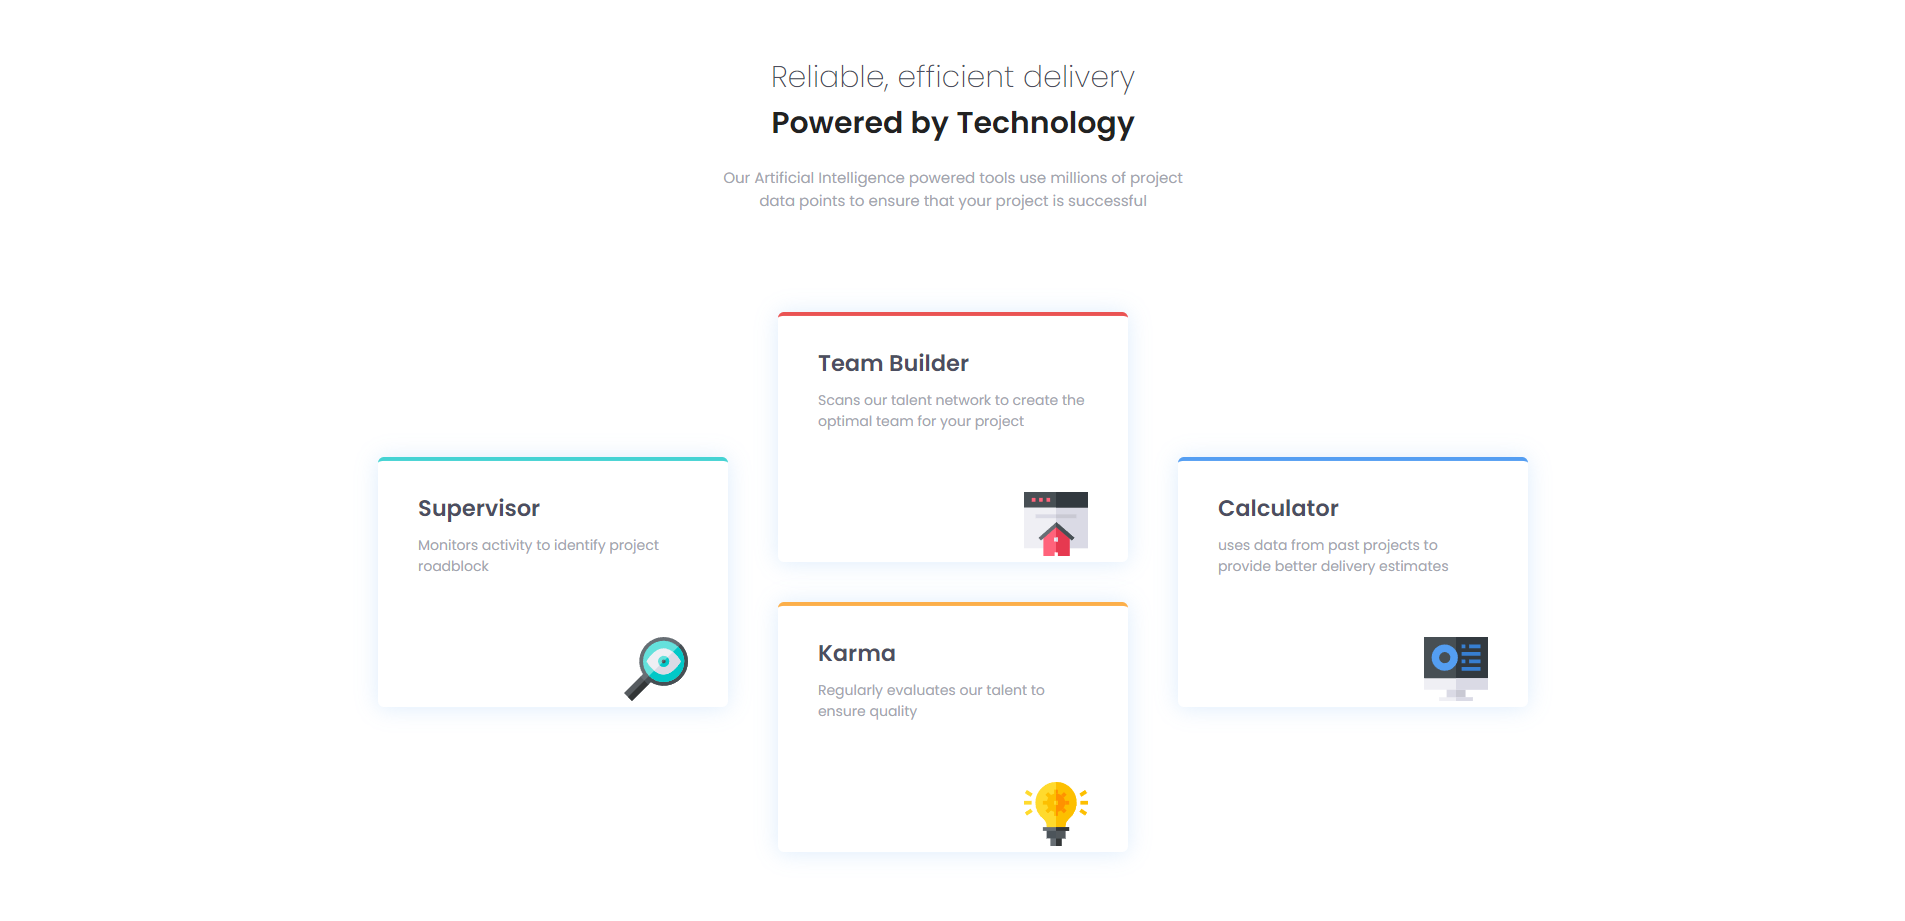 Reliable, efficient delivery
Powered by Technology
Our Artificial Intelligence powered tools use millions of project
data points to ensure that your project is successful
Supervisor
Monitors activity to identify project
roadblock
Team Builder
Scans our talent network to create the
optimal team for your project
Karma
Regularly evaluates our talent to
ensure quality
Calculator
uses data from past projects to
provide better delivery estimates